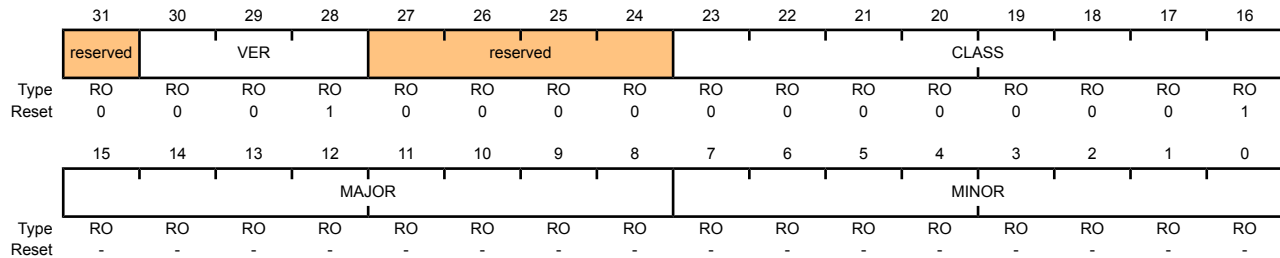 31 30 29 28 27 26 25 24 23 22 21 20 19 18 17 16
reserved VER reserved CLASS
Type RO RO RO RO RO RO RO RO RO RO RO RO RO RO RO RO
Reset 0 0 0 1 0 0 0 0 0 0 0 0 0 0 0 1
15 14 13 12 11 10 9 8 7 6 5 4 3 2 1 0
MAJOR MINOR
Type RO RO RO RO RO RO RO RO RO RO RO RO RO RO RO RO
Reset - - - - - - - - - - - - - - - -